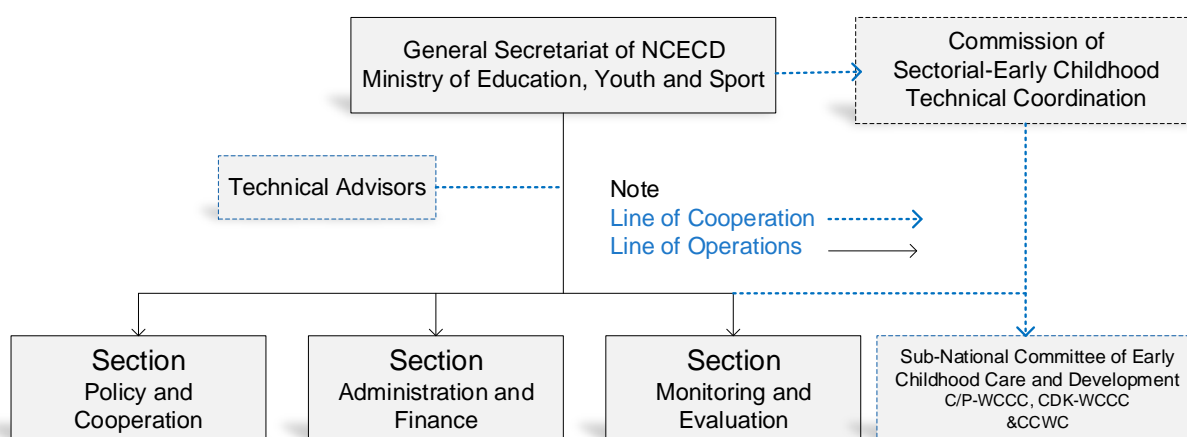 General Secretariat of NCECD
Ministry of Education, Youth and Sport
Commission of
Sectorial-Early Childhood
Technical Coordination
Technical Advisors
Note
Line of Cooperation
Line of Operations
Section
Policy and
Cooperation
Section
Administration and
Finance
Section
Monitoring and
Evaluation
Sub-National Committee of Early
Childhood Care and Development
C/P-WCCC, CDK-WCCC
&CCWC